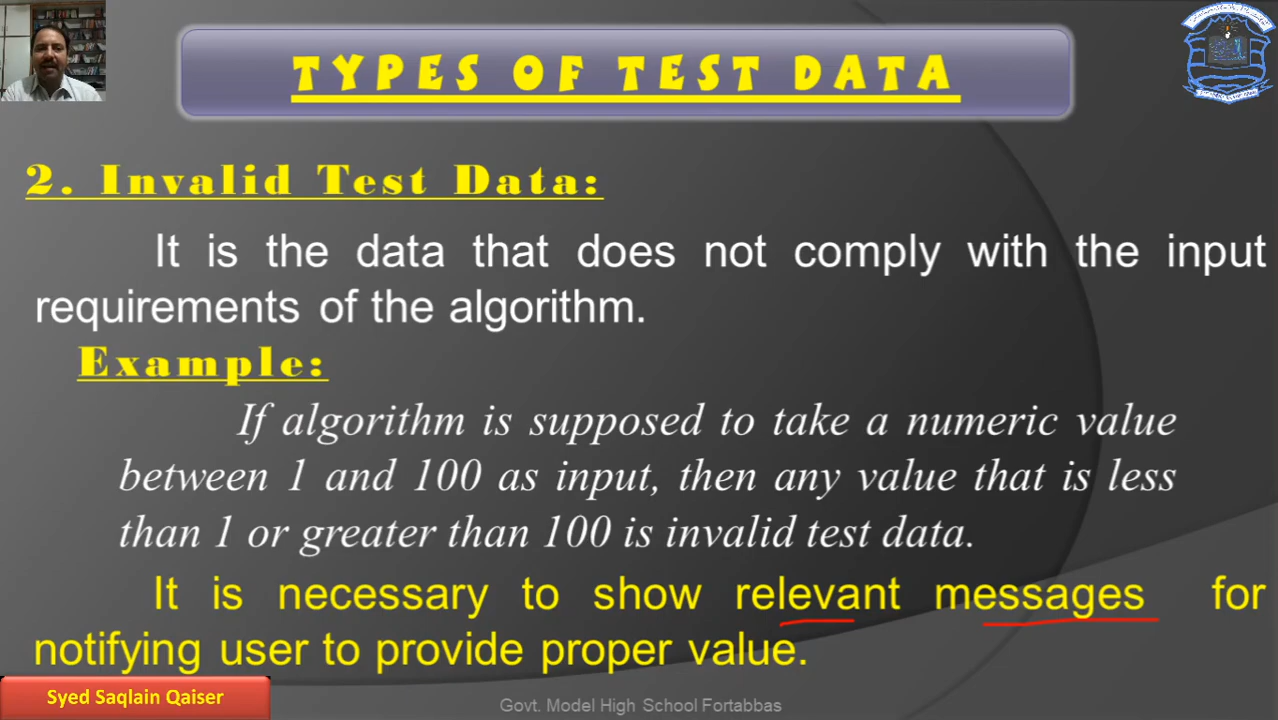 TYPES OF TEST DATA
2. Invalid Test Data:
It is the data that does not comply with the input
requirements of the algorithm.
Example:
If algorithm is supposed to take a numeric value
between 1 and 100 as input, then any value that is less
than 1 or greater than 100 is invalid test data.
It is necessary to show relevant messages for
notifying user to provide proper value.
Syed Saqlain Qaiser
Govt. Model High School Fortabbas